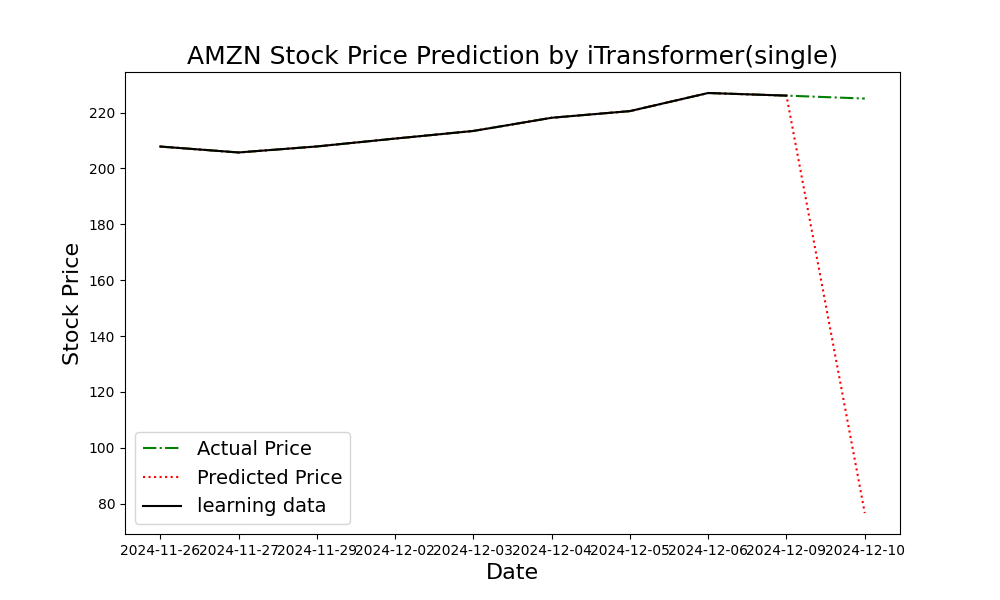 AMZN Stock Price Prediction by iTransformer(single)
Stock Price
220
200
180
160
140
120
100
80
Actual Price
Predicted Price
learning data
2024-11-26 2024-11-27 2024-11-29 2024-12-02 2024-12-03 2024-12-04 2024-12-05 2024-12-06 2024-12-09 2024-12-10
Date